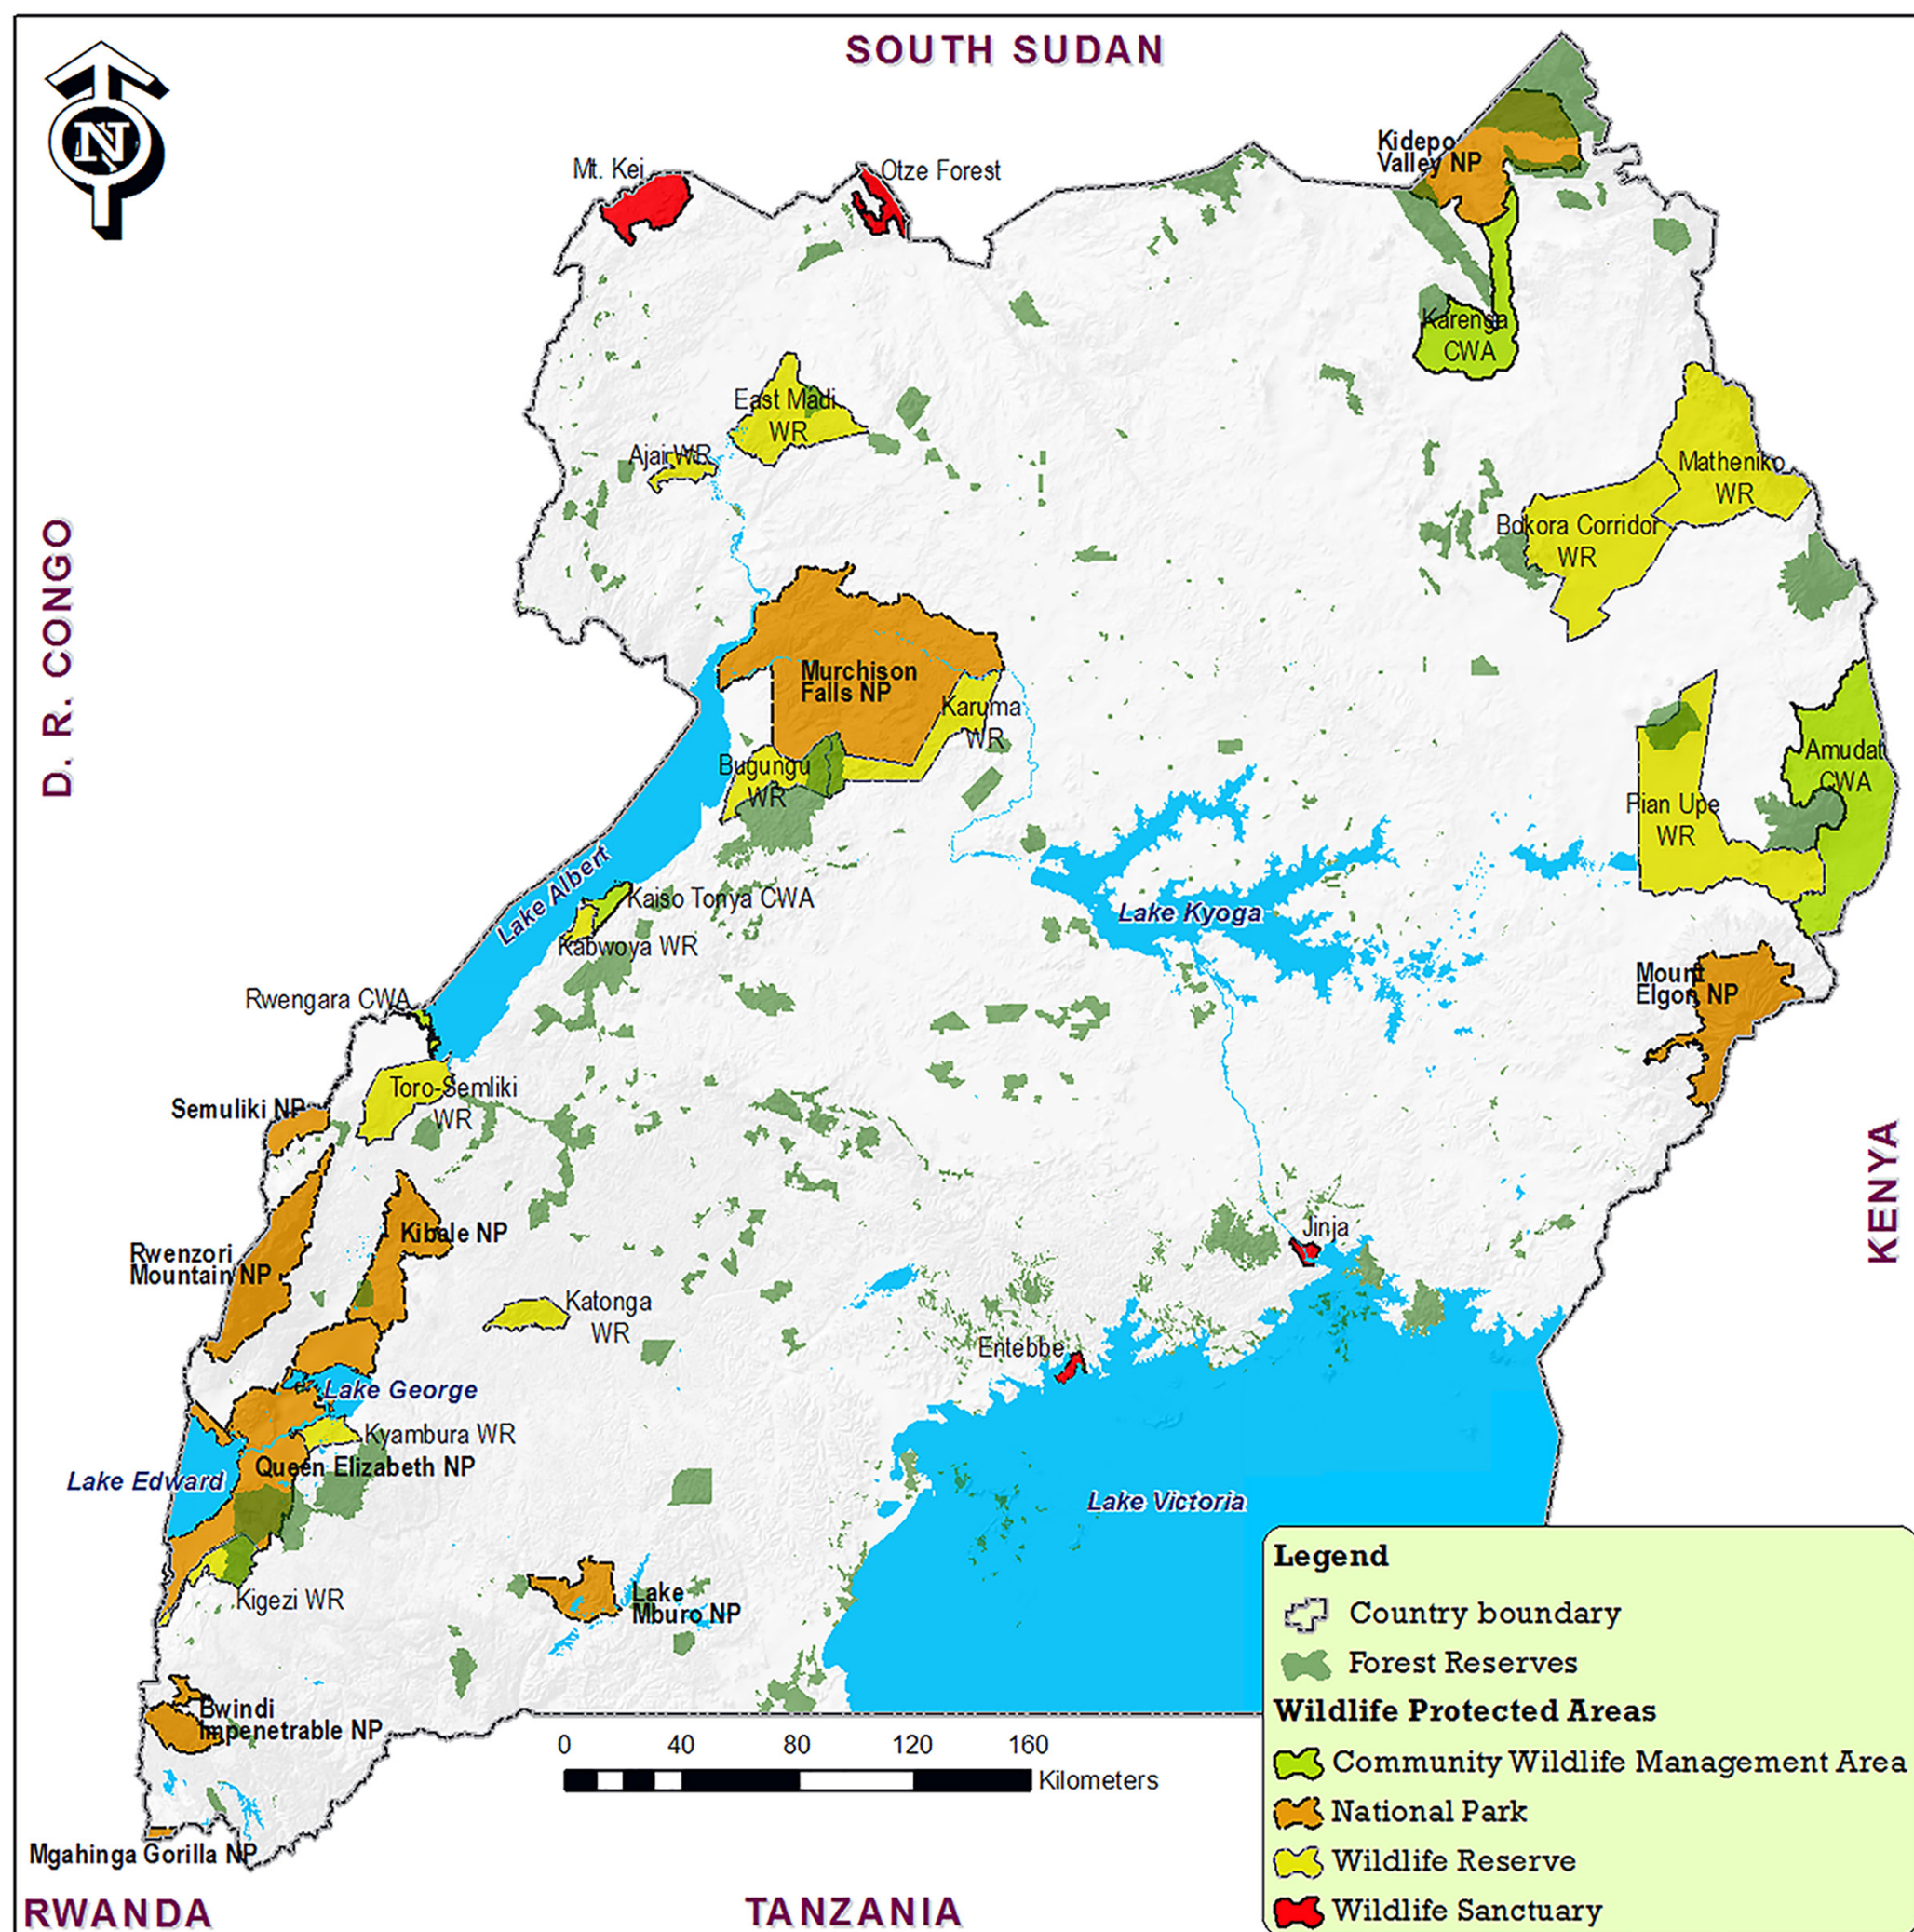 SOUTH SUDAN
N
Kidepo
Valley NP
Mt. Kei
Otze Forest
Karenga
CWA
East Madi
WR
Ajai WR
Matheniko
WR
Bokora Corridor
WR
D. R. CONGO
Murchison
Falls NP
Karuma
WR
Bugungu
WR
Amudat
CWA
Pian Upe
WR
Lake Albert
Kaiso Tonya CWA
Lake Kyoga
Kabwoya WR
Mount
Elgon NP
Rwengara CWA
Toro-Semliki
WR
Semuliki NP
KENYA
Kibale NP
Jinja
Rwenzori
Mountain NP
Katonga
WR
Entebbe
Lake George
Kyambura WR
Queen Elizabeth NP
Lake Edward
Lake Victoria
Kigezi WR
Lake
Mburo NP
Bwindi
Impenetrable NP
Mgahinga Gorilla NP
0 40 80 120 160
Kilometers
Legend
Country boundary
Forest Reserves
Wildlife Protected Areas
Community Wildlife Management Area
National Park
Wildlife Reserve
Wildlife Sanctuary
RWANDA
TANZANIA